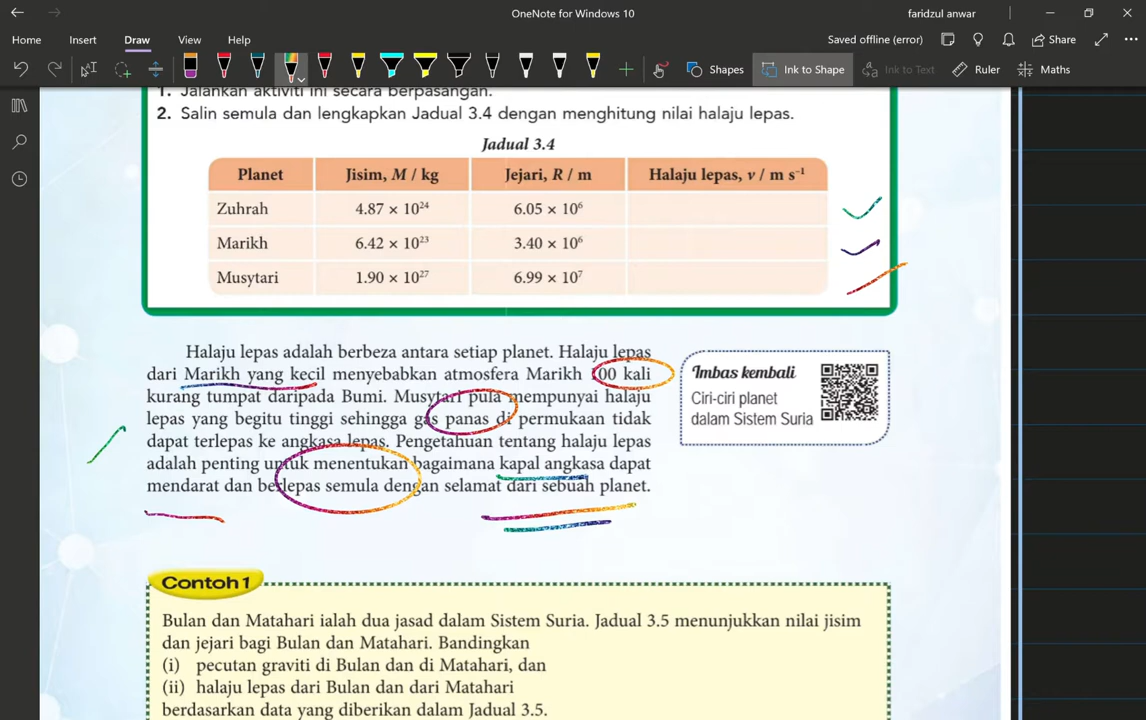 OneNote for Windows 10
faridzul anwar
Home Insert Draw View Help
Saved offline (error)
Share
Shapes
Ink to Shape
Ink to Text
Ruler
Maths
1. Jalankan aktiviti ini secara berpasangan.
2. Salin semula dan lengkapkan Jadual 3.4 dengan menghitung nilai halaju lepas.
Jadual 3.4
Planet Jisim, M / kg Jejari, R / m Halaju lepas, v / m s⁻¹
Zuhrah 4.87 × 10²⁴ 6.05 × 10⁶
Marikh 6.42 × 10²³ 3.40 × 10⁶
Musytari 1.90 × 10²⁷ 6.99 × 10⁷
Halaju lepas adalah berbeza antara setiap planet. Halaju lepas
dari Marikh yang kecil menyebabkan atmosfera Marikh 100 kali
kurang tumpat daripada Bumi. Musytari pula mempunyai halaju
lepas yang begitu tinggi sehingga gas panas di permukaan tidak
dapat terlepas ke angkasa lepas. Pengetahuan tentang halaju lepas
adalah penting untuk menentukan bagaimana kapal angkasa dapat
mendarat dan berlepas semula dengan selamat dari sebuah planet.
Imbas kembali
Ciri-ciri planet
dalam Sistem Suria
Contoh 1
Bulan dan Matahari ialah dua jasad dalam Sistem Suria. Jadual 3.5 menunjukkan nilai jisim
dan jejari bagi Bulan dan Matahari. Bandingkan
(i) pecutan graviti di Bulan dan di Matahari, dan
(ii) halaju lepas dari Bulan dan dari Matahari
berdasarkan data yang diberikan dalam Jadual 3.5.